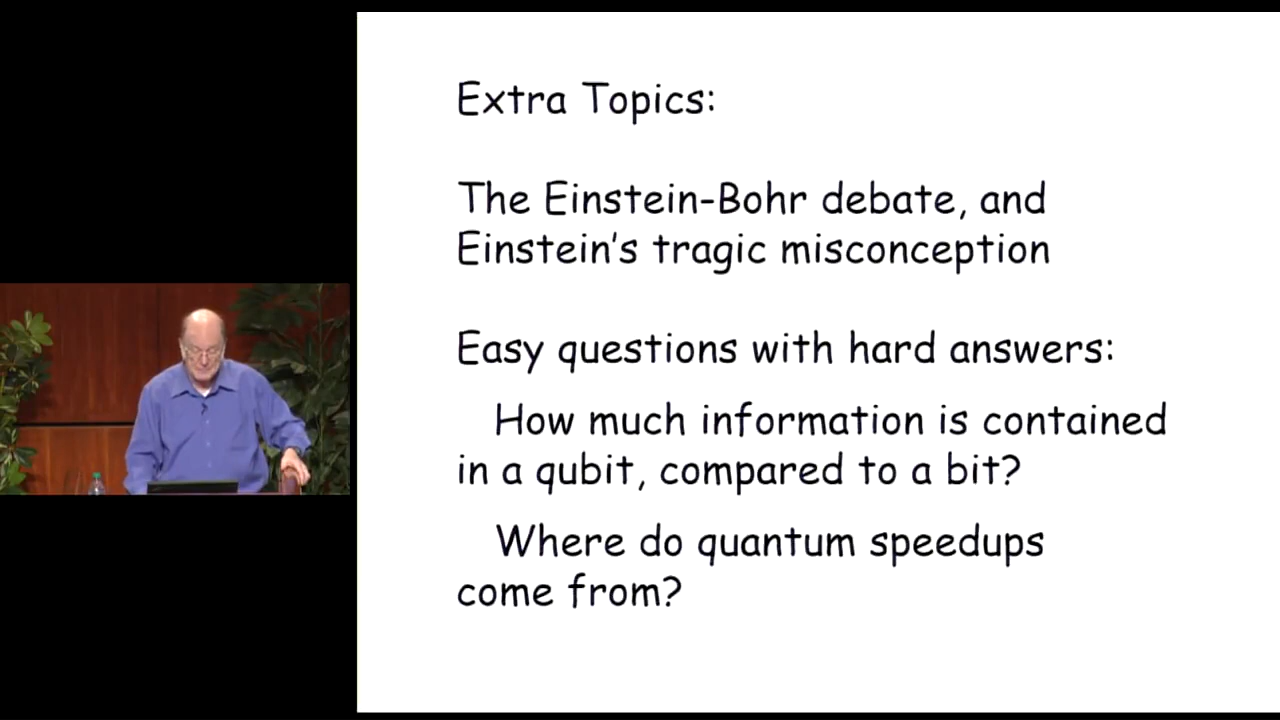 Extra Topics:
The Einstein-Bohr debate, and
Einstein's tragic misconception
Easy questions with hard answers:
How much information is contained
in a qubit, compared to a bit?
Where do quantum speedups
come from?